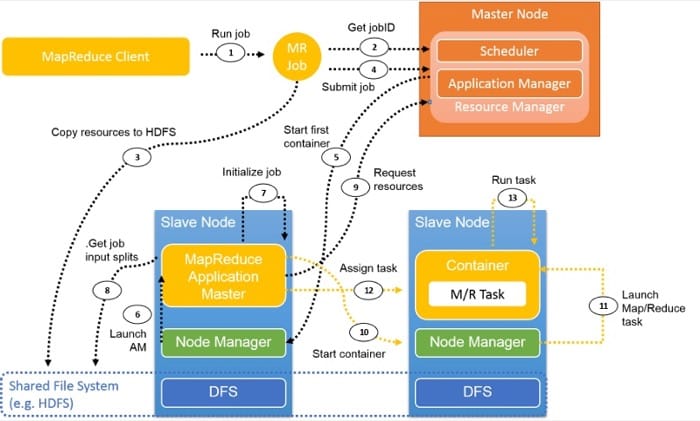 Master Node
Run job
Get jobID
MapReduce Client
1
MR
Job
2
4
Submit job
Scheduler
Application Manager
Resource Manager
Copy resources to HDFS
3
Start first
container
5
Initialize job
7
9
Request
resources
Run task
13
Slave Node
Slave Node
.Get job
input splits
8
MapReduce
Application
Master
Assign task
12
Container
M/R Task
6
Launch
AM
10
Start container
11
Launch
Map/Reduce
task
Node Manager
Node Manager
Shared File System
(e.g. HDFS)
DFS
DFS